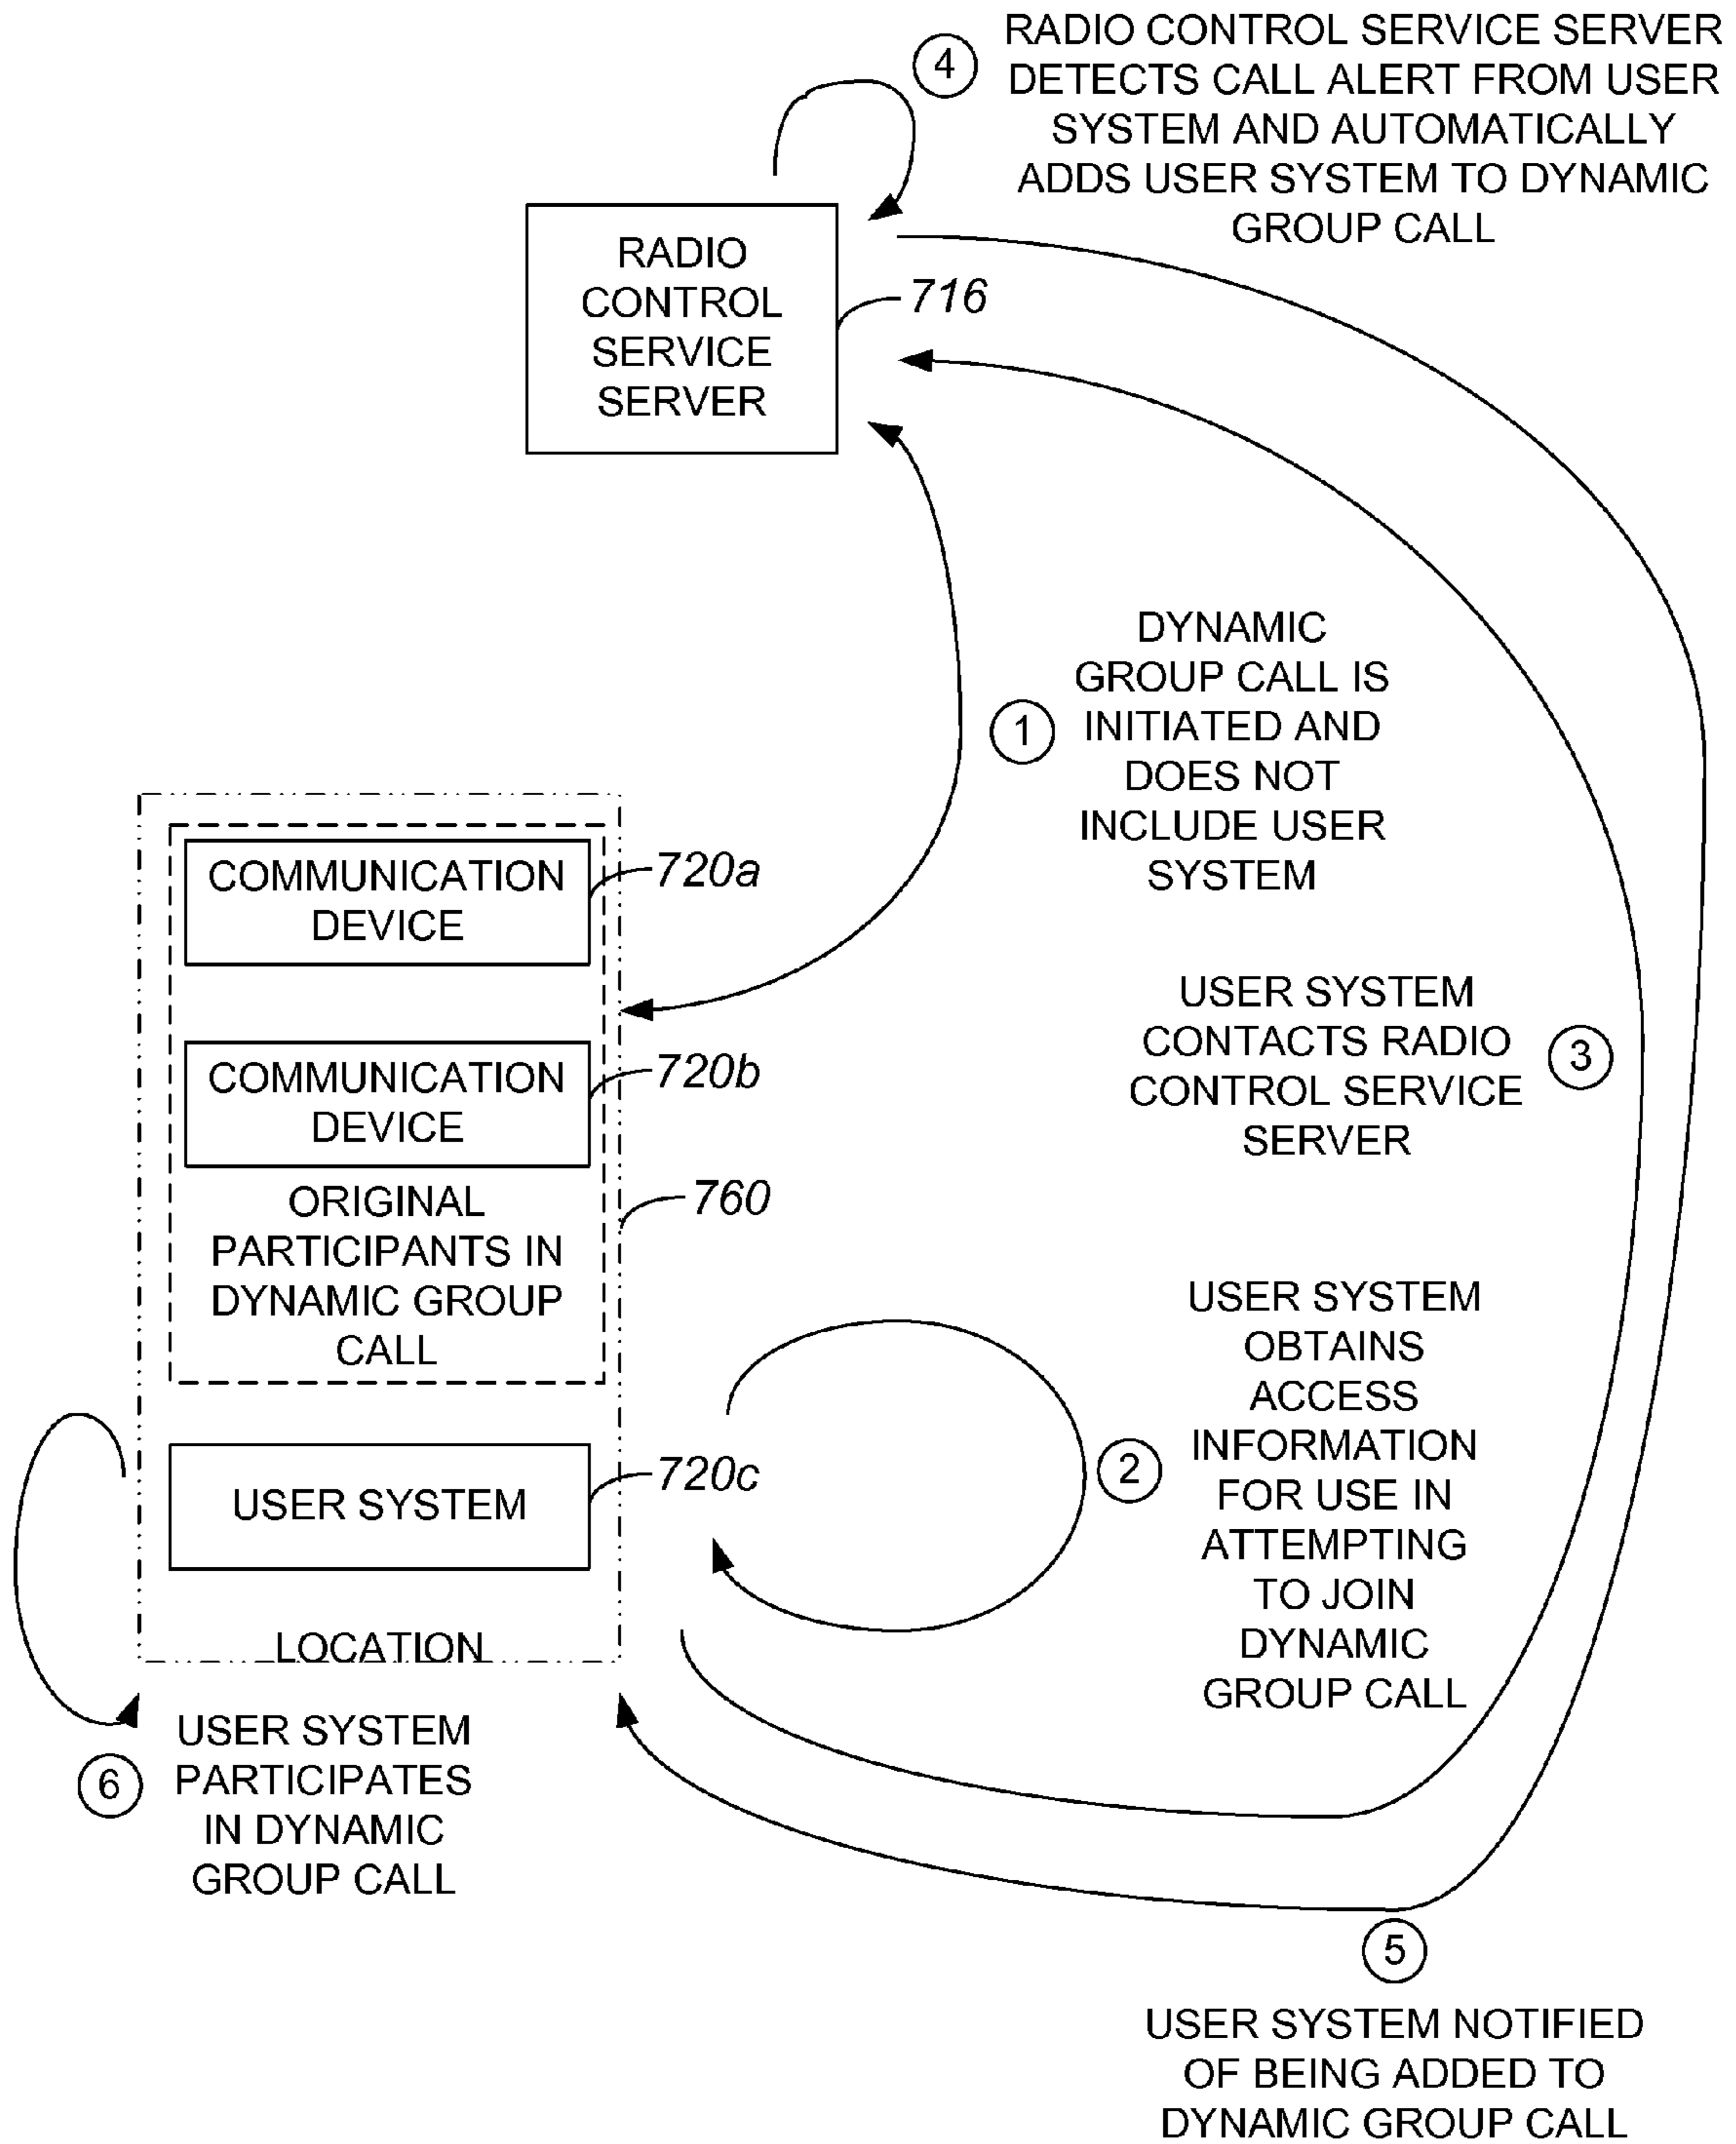 4
RADIO CONTROL SERVICE SERVER
DETECTS CALL ALERT FROM USER
SYSTEM AND AUTOMATICALLY
ADDS USER SYSTEM TO DYNAMIC
GROUP CALL
RADIO
CONTROL
SERVICE
SERVER
716
1
DYNAMIC
GROUP CALL IS
INITIATED AND
DOES NOT
INCLUDE USER
SYSTEM
COMMUNICATION
DEVICE
720a
COMMUNICATION
DEVICE
720b
ORIGINAL
PARTICIPANTS IN
DYNAMIC GROUP
CALL
760
USER SYSTEM
CONTACTS RADIO
CONTROL SERVICE
SERVER
3
USER SYSTEM
OBTAINS
ACCESS
INFORMATION
FOR USE IN
ATTEMPTING
TO JOIN
DYNAMIC
GROUP CALL
2
USER SYSTEM
720c
LOCATION
6
USER SYSTEM
PARTICIPATES
IN DYNAMIC
GROUP CALL
5
USER SYSTEM NOTIFIED
OF BEING ADDED TO
DYNAMIC GROUP CALL